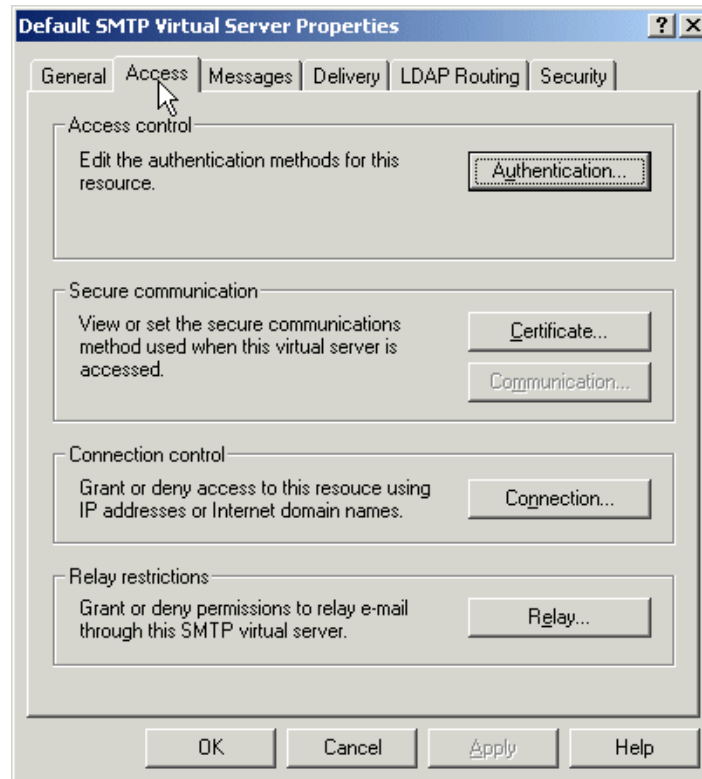 Default SMTP Virtual Server Properties
General Access Messages Delivery LDAP Routing Security
Access control
Edit the authentication methods for this
resource.
Authentication...
Secure communication
View or set the secure communications
method used when this virtual server is
accessed.
Certificate...
Communication...
Connection control
Grant or deny access to this resouce using
IP addresses or Internet domain names.
Connection...
Relay restrictions
Grant or deny permissions to relay e-mail
through this SMTP virtual server.
Relay...
OK Cancel Apply Help